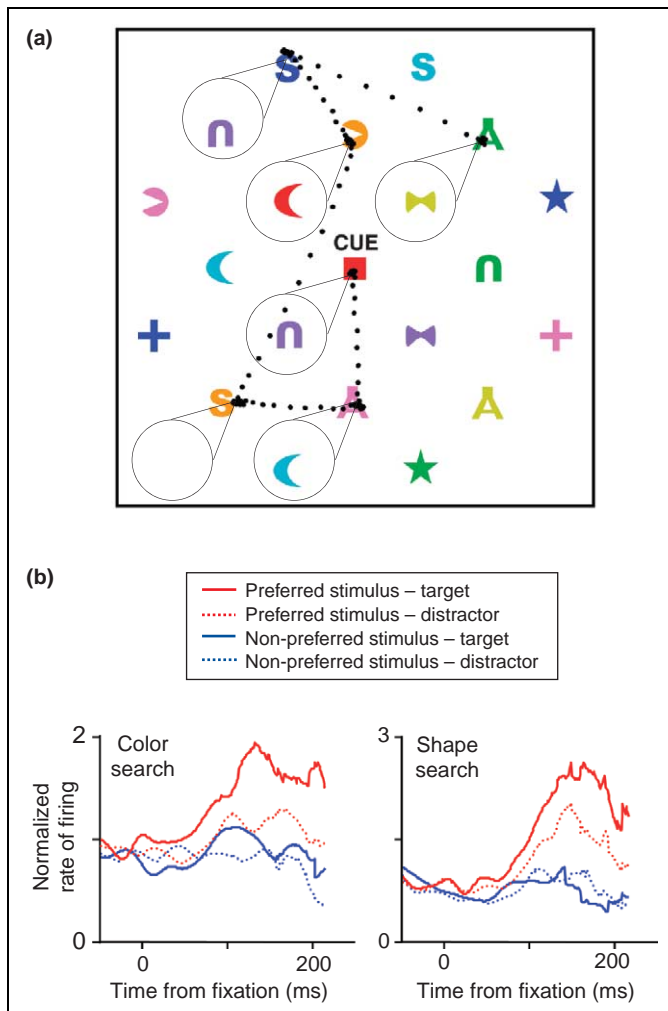 (a)
CUE
(b)
Preferred stimulus – target
Preferred stimulus – distractor
Non-preferred stimulus – target
Non-preferred stimulus – distractor
2
Color
search
3
Shape
search
Normalized
rate of firing
0
0
0
200
0
200
Time from fixation (ms)
Time from fixation (ms)